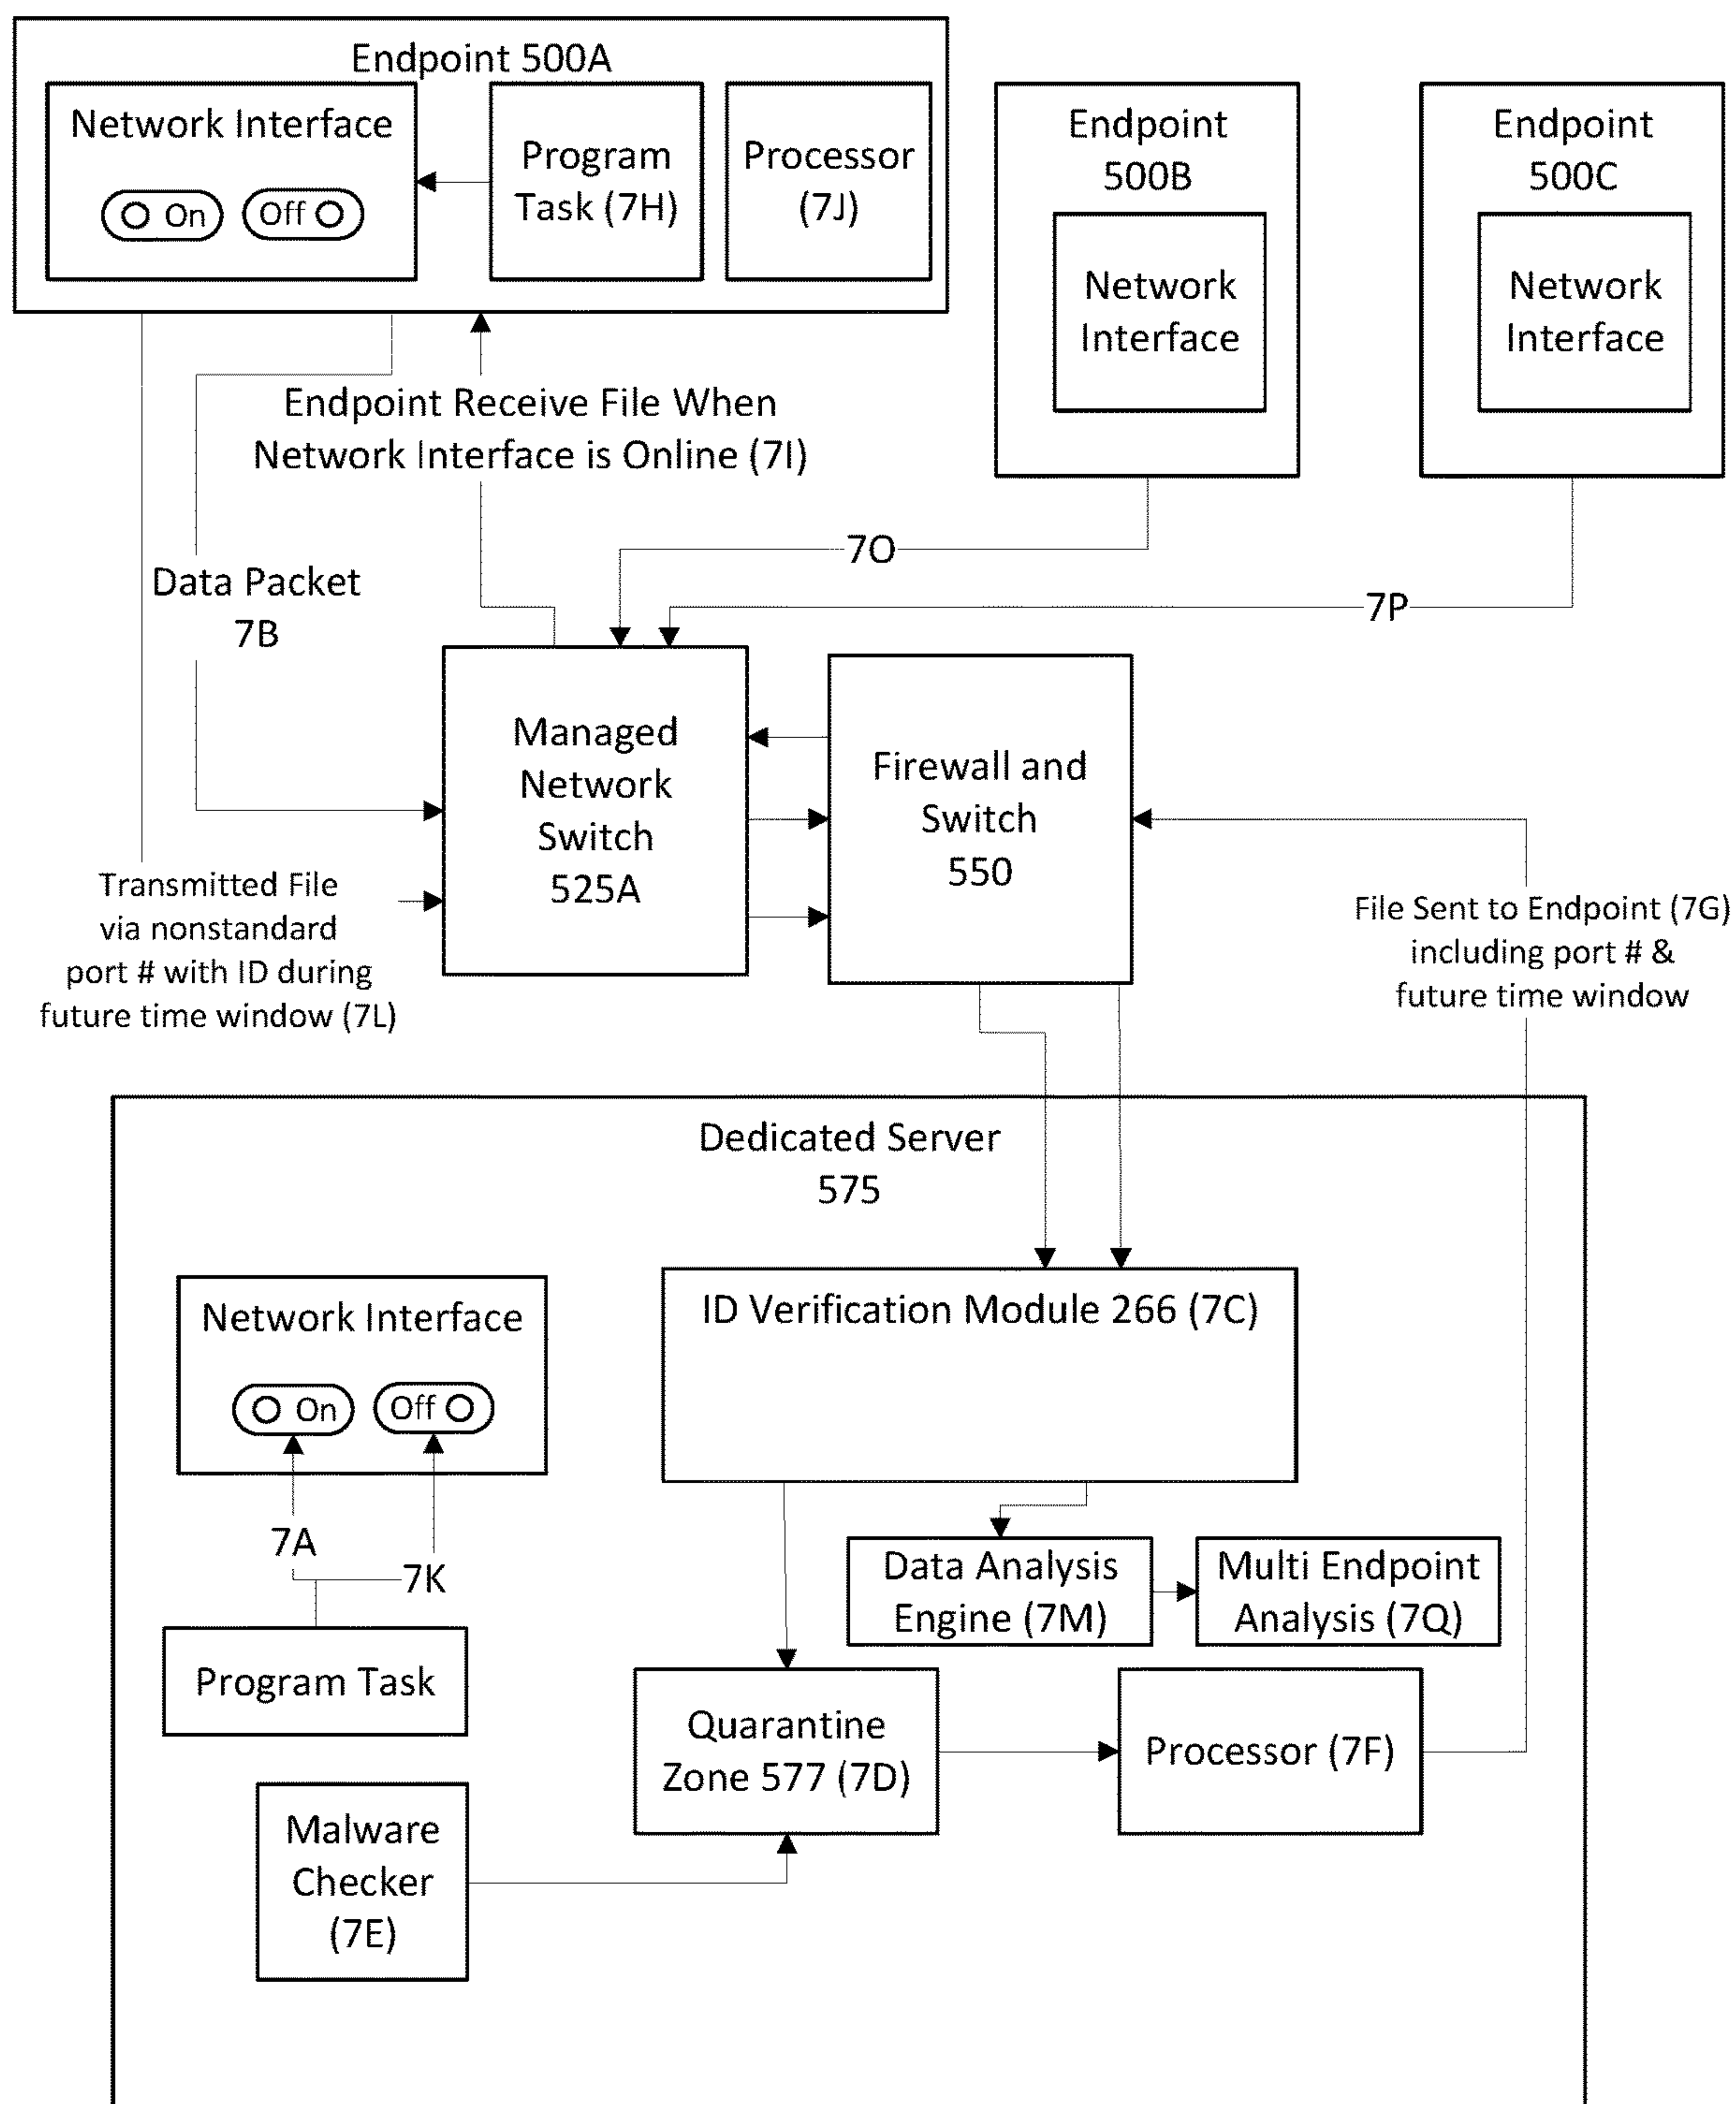 Endpoint 500A
Network Interface
On
Off
Program
Task (7H)
Processor
(7J)
Endpoint
500B
Network
Interface
Endpoint
500C
Network
Interface
Endpoint Receive File When
Network Interface is Online (7I)
7O
7P
Data Packet
7B
Managed
Network
Switch
525A
Firewall and
Switch
550
Transmitted File
via nonstandard
port # with ID during
future time window (7L)
File Sent to Endpoint (7G)
including port # &
future time window
Dedicated Server
575
Network Interface
On
Off
7A
7K
Program Task
ID Verification Module 266 (7C)
Data Analysis
Engine (7M)
Multi Endpoint
Analysis (7Q)
Quarantine
Zone 577 (7D)
Processor (7F)
Malware
Checker
(7E)